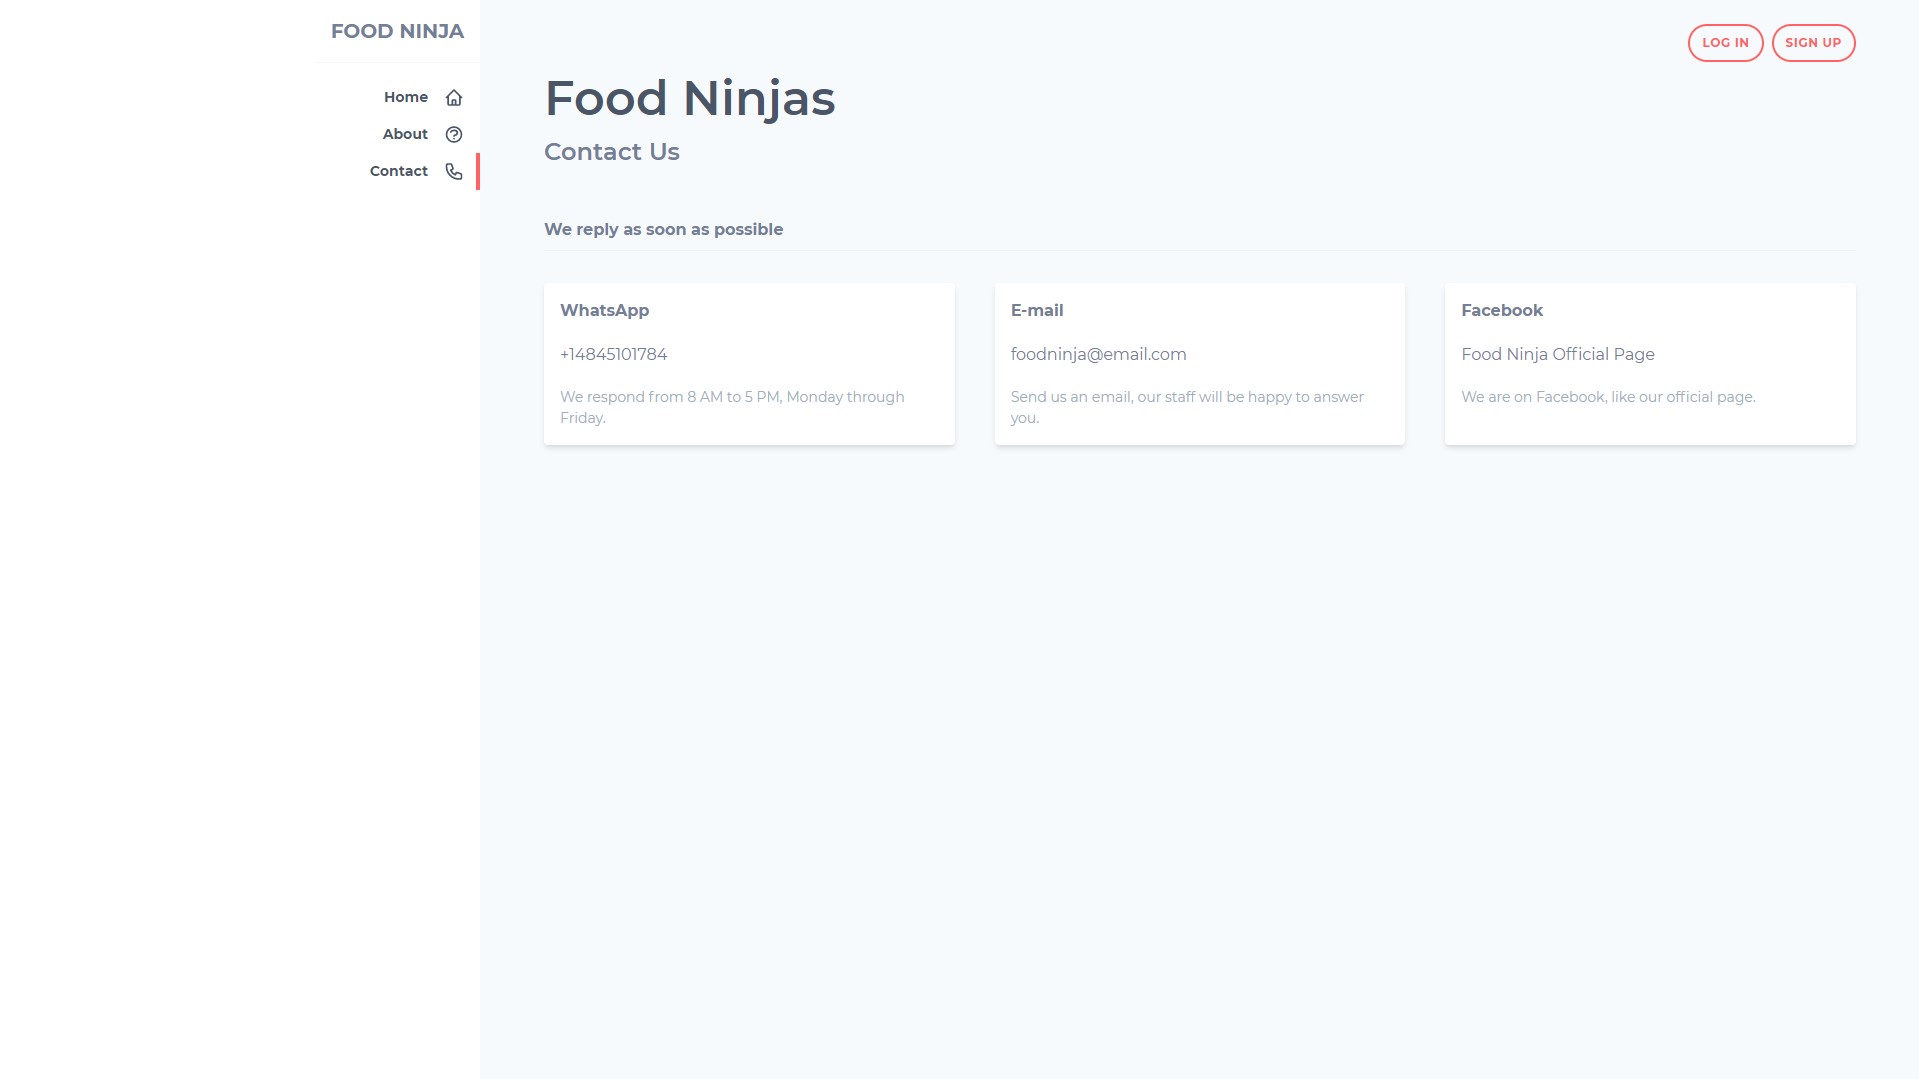 FOOD NINJA
Home
About
Contact
LOG IN
SIGN UP
Food Ninjas
Contact Us
We reply as soon as possible
WhatsApp
+14845101784
We respond from 8 AM to 5 PM, Monday through
Friday.
E-mail
foodninja@email.com
Send us an email, our staff will be happy to answer
you.
Facebook
Food Ninja Official Page
We are on Facebook, like our official page.